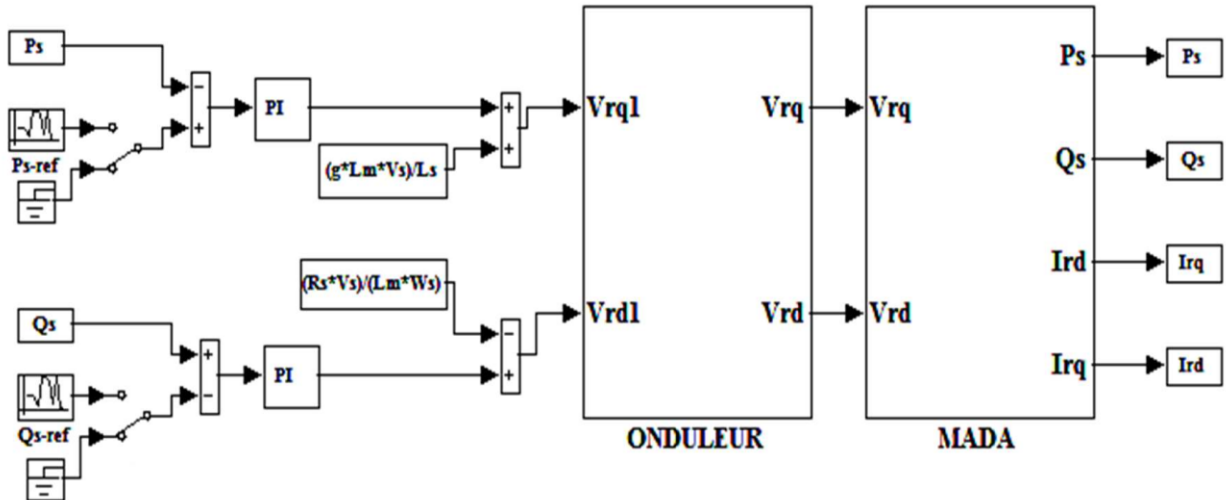 Ps
Ps-ref
-
+
PI
(g*Lm*Vs)/Ls
+
+
(Rs*Vs)/(Lm*Ws)
Qs
Qs-ref
+
-
PI
-
+
Vrq1
Vrq
Vrd1
Vrd
ONDULEUR
Vrq
Vrd
Ps
Qs
Ird
Irq
MADA
Ps
Qs
Irq
Ird